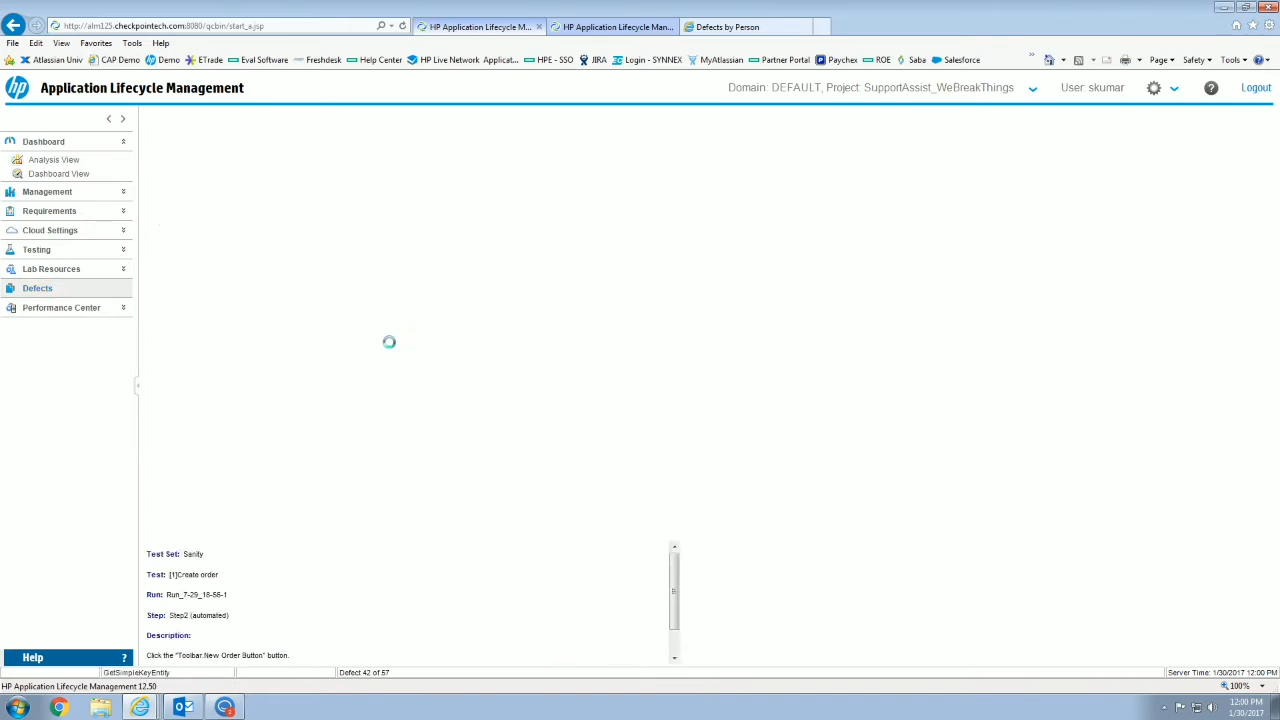 http://alm125.checkpointech.com:8080/qcbin/start_a.jsp
HP Application Lifecycle M...
HP Application Lifecycle Man...
Defects by Person
File Edit View Favorites Tools Help
Atlassian Univ CAP Demo Demo ETrade Eval Software Freshdesk Help Center HP Live Network Applicat... HPE - SSO JIRA Login - SYNNEX MyAtlassian Partner Portal Paychex ROE Saba Salesforce
Page Safety Tools
hp Application Lifecycle Management
Domain: DEFAULT, Project: SupportAssist_WeBreakThings
User: skumar
Logout
Dashboard
Analysis View
Dashboard View
Management
Requirements
Cloud Settings
Testing
Lab Resources
Defects
Performance Center
Test Set: Sanity
Test: [1]Create order
Run: Run_7-29_18-56-1
Step: Step2 (automated)
Description:
Click the "Toolbar.New Order Button" button.
Help ?
GetSimpleKeyEntity
Defect 42 of 57
Server Time: 1/30/2017 12:00 PM
HP Application Lifecycle Management 12.50
100%
12:00 PM
1/30/2017